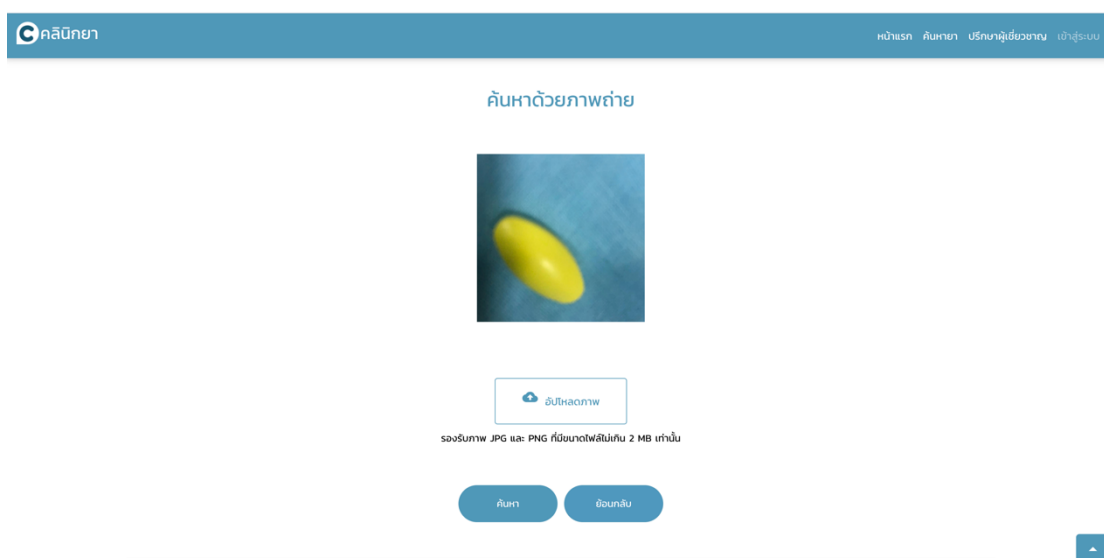 Cคลินิกยา
หน้าแรก ค้นหายา ปรึกษาผู้เชี่ยวชาญ เข้าสู่ระบบ
ค้นหาด้วยภาพถ่าย
อัปโหลดภาพ
รองรับภาพ JPG และ PNG ที่มีขนาดไฟล์ไม่เกิน 2 MB เท่านั้น
ค้นหา ย้อนกลับ